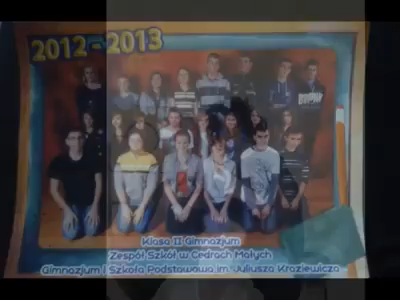 2012-2013
Klasa II Gimnazjum
Zespół Szkół w Cedrach Małych
Gimnazjum i Szkoła Podstawowa im. Juliusza Kraziewicza